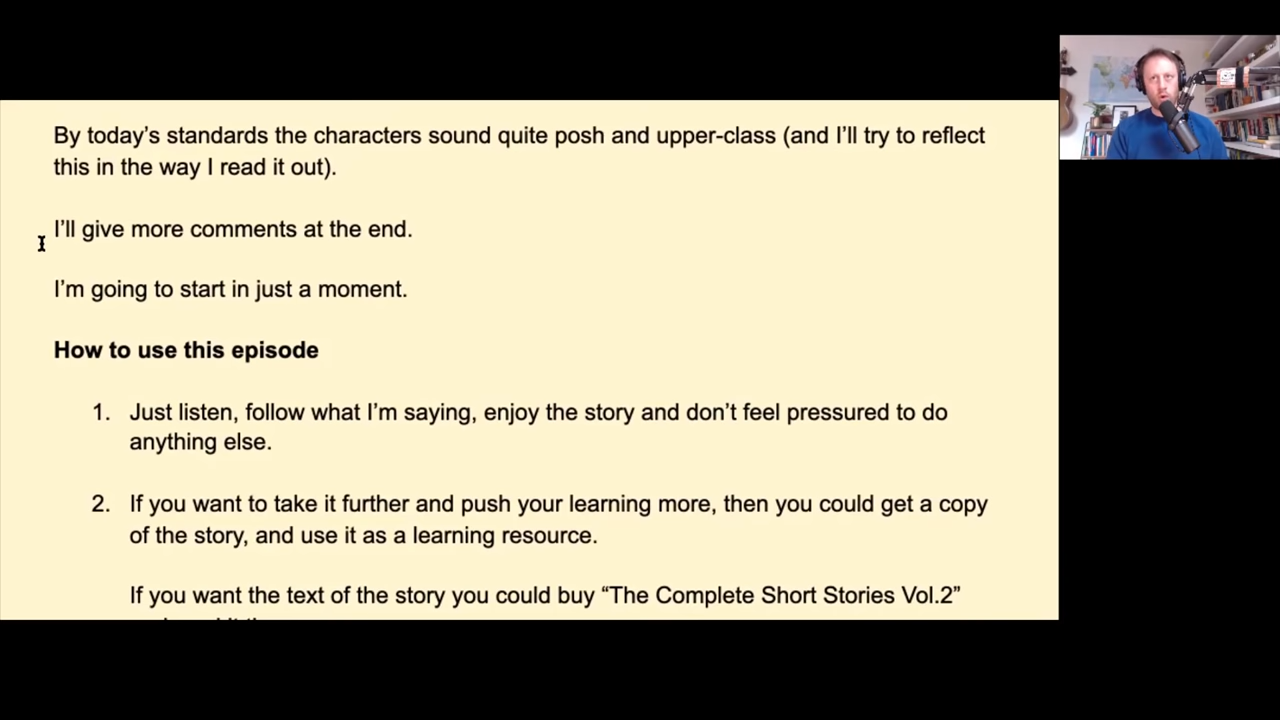 By today’s standards the characters sound quite posh and upper-class (and I’ll try to reflect
this in the way I read it out).
I’ll give more comments at the end.
I’m going to start in just a moment.
How to use this episode
1. Just listen, follow what I’m saying, enjoy the story and don’t feel pressured to do
anything else.
2. If you want to take it further and push your learning more, then you could get a copy
of the story, and use it as a learning resource.
If you want the text of the story you could buy “The Complete Short Stories Vol.2”